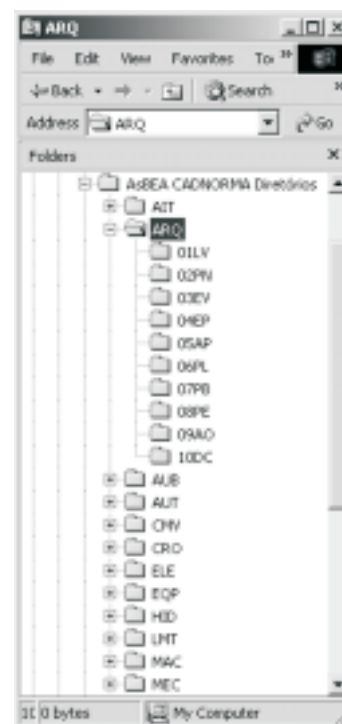 ARQ
File Edit View Favorites To »
Back Search »
Address ARQ Go
Folders
AsBEA CADNORMA Diretórios
AIT
ARQ
01LV
02PN
03EV
04EP
05AP
06PL
07PB
08PE
09AO
10DC
AUB
AUT
CMV
CRO
ELE
EQP
HID
LMT
MAC
MEC
0 bytes My Computer